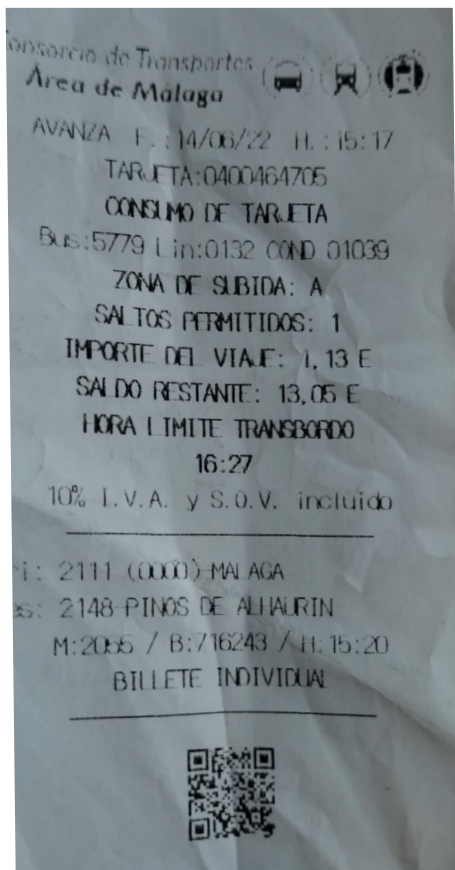 Consorcio de Transportes
Área de Málaga
AVANZA F.:14/06/22 H.:15:17
TARJETA:0400464705
CONSUMO DE TARJETA
Bus:5779 Lin:0132 COND 01039
ZONA DE SUBIDA: A
SALTOS PERMITIDOS: 1
IMPORTE DEL VIAJE: 1,13 E
SALDO RESTANTE: 13,05 E
HORA LIMITE TRANSBORDO
16:27
10% I.V.A. y S.O.V. incluido
ri: 2111 (0000)-MALAGA
es: 2148-PINOS DE ALHAURIN
M:2055 / B:716243 / H:15:20
BILLETE INDIVIDUAL